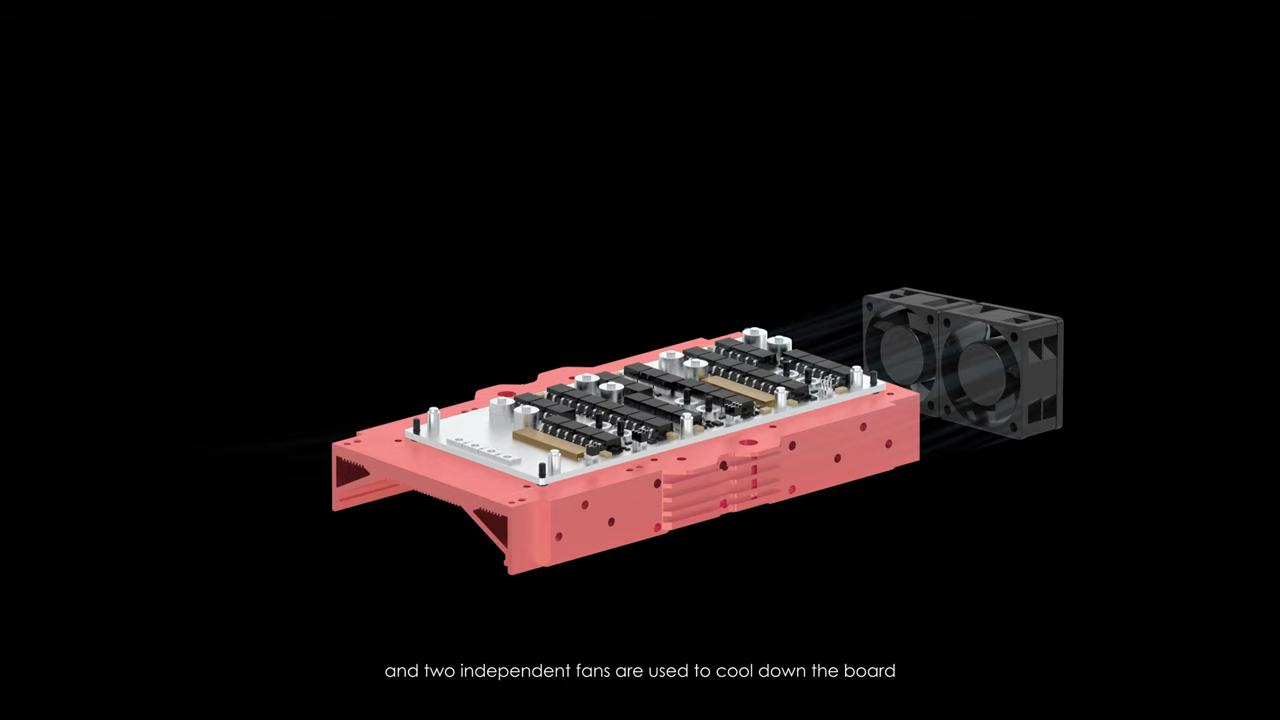 and two independent fans are used to cool down the board